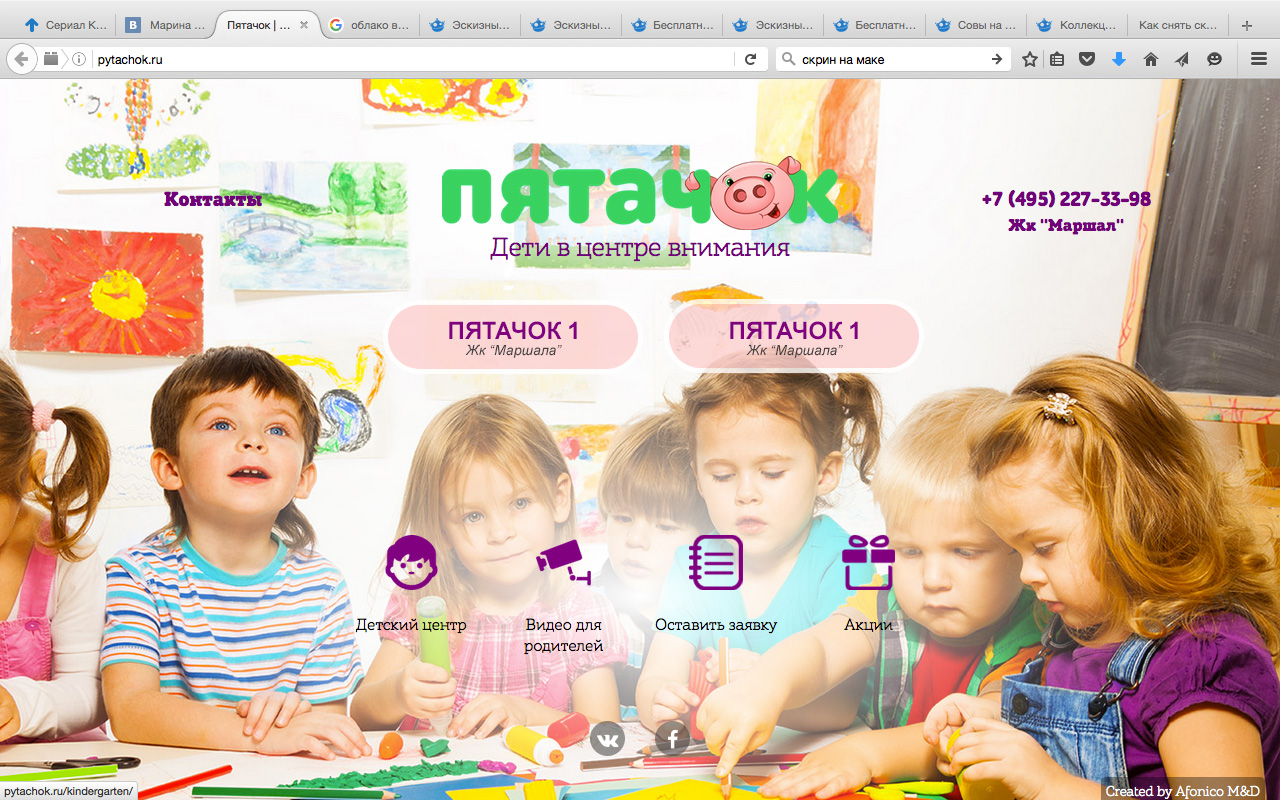 Сериал К...
Марина ...
Пятачок | ...
облако в...
Эскизны...
Эскизны...
Бесплатн...
Эскизны...
Бесплатн...
Совы на ...
Коллекц...
Как снять ск...
pytachok.ru
скрин на маке
пятачок
Дети в центре внимания
Контакты
+7 (495) 227-33-98
Жк "Маршал"
ПЯТАЧОК 1
Жк “Маршала”
ПЯТАЧОК 1
Жк “Маршала”
Детский центр
Видео для
родителей
Оставить заявку
Акции
pytachok.ru/kindergarten/
Created by Afonico M&D